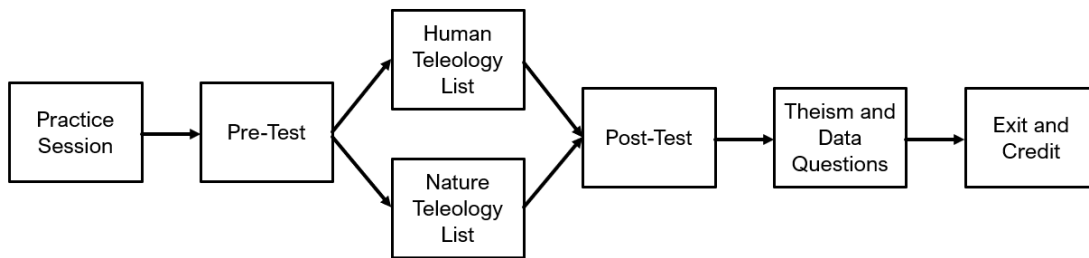 Practice
Session
Pre-Test
Human
Teleology
List
Nature
Teleology
List
Post-Test
Theism and
Data
Questions
Exit and
Credit